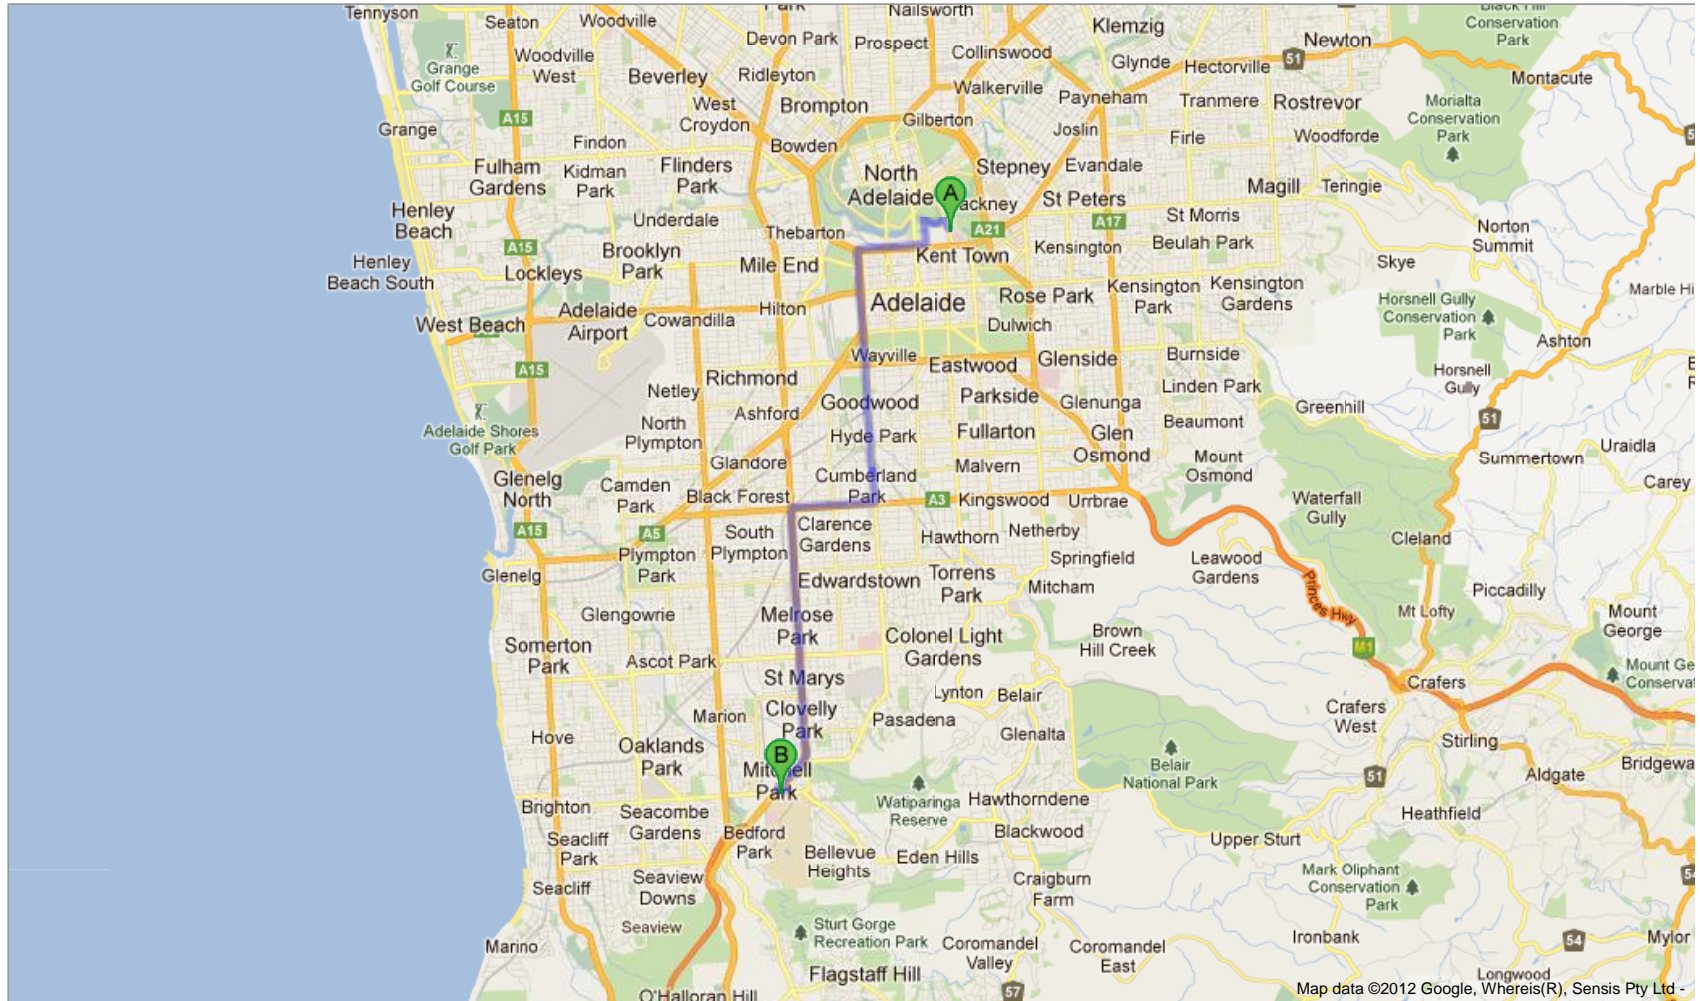 Tennyson
Seaton
Woodville
Park
Nailsworth
Klemzig
Black Hill
Conservation
Park
Newton
51
Devon Park
Prospect
Collinswood
Woodville
West
Grange
Golf Course
Beverley
Ridleyton
Glynde
Hectorville
Montacute
Walkerville
Payneham
Tranmere
Rostrevor
West
Croydon
Brompton
Morialta
Conservation
Park
A15
Gilberton
Grange
Joslin
Firle
Woodforde
Findon
Bowden
Fulham
Gardens
Kidman
Park
Flinders
Park
North
Adelaide
A
Stepney
Evandale
Magill
Teringie
ackney
St Peters
Henley
Beach
Underdale
Thebarton
A21
A17
St Morris
Norton
Summit
A15
Brooklyn
Park
Kensington
Beulah Park
Henley
Beach South
Lockleys
Mile End
Kent Town
Skye
Adelaide
Rose Park
Kensington
Park
Kensington
Gardens
Marble Hi
Adelaide
Airport
Cowandilla
Hilton
Horsnell Gully
Conservation
Park
West Beach
Dulwich
Ashton
A15
Wayville
Eastwood
Glenside
Burnside
Richmond
Horsnell
Gully
Netley
Goodwood
Parkside
Glenunga
Linden Park
Greenhill
Ashford
51
North
Plympton
Beaumont
Adelaide Shores
Golf Park
Hyde Park
Fullarton
Glen
Osmond
Uraidla
Glandore
Malvern
Mount
Osmond
Summertown
Glenelg
North
Camden
Park
Cumberland
Park
Carey
Black Forest
A3
Kingswood
Urrbrae
Waterfall
Gully
A15
A5
South
Plympton
Clarence
Gardens
Hawthorn
Netherby
Cleland
Plympton
Park
Springfield
Leawood
Gardens
Glenelg
Edwardstown
Torrens
Park
Mitcham
Princes Hwy
Piccadilly
Glengowrie
Melrose
Park
Mt Lofty
Mount
George
Somerton
Park
Colonel Light
Gardens
Brown
Hill Creek
M1
Ascot Park
St Marys
Mount Ge
Conservat
Lynton
Belair
Crafers
Marion
Clovelly
Park
Pasadena
Crafers
West
Hove
Oaklands
Park
Glenalta
Stirling
B
Mitchell
Park
Belair
National Park
51
Aldgate
Bridgewa
Brighton
Seacombe
Gardens
Watiparinga
Reserve
Hawthorndene
Heathfield
Seacliff
Park
Bedford
Park
Blackwood
Upper Sturt
Bellevue
Heights
Eden Hills
Seaview
Downs
Craigburn
Farm
Mark Oliphant
Conservation
Park
54
Seacliff
Seaview
Sturt Gorge
Recreation Park
Marino
Coromandel
Valley
Coromandel
East
Ironbank
54
Mylor
Flagstaff Hill
Longwood
O'Halloran Hill
57
Map data ©2012 Google, Whereis(R), Sensis Pty Ltd -